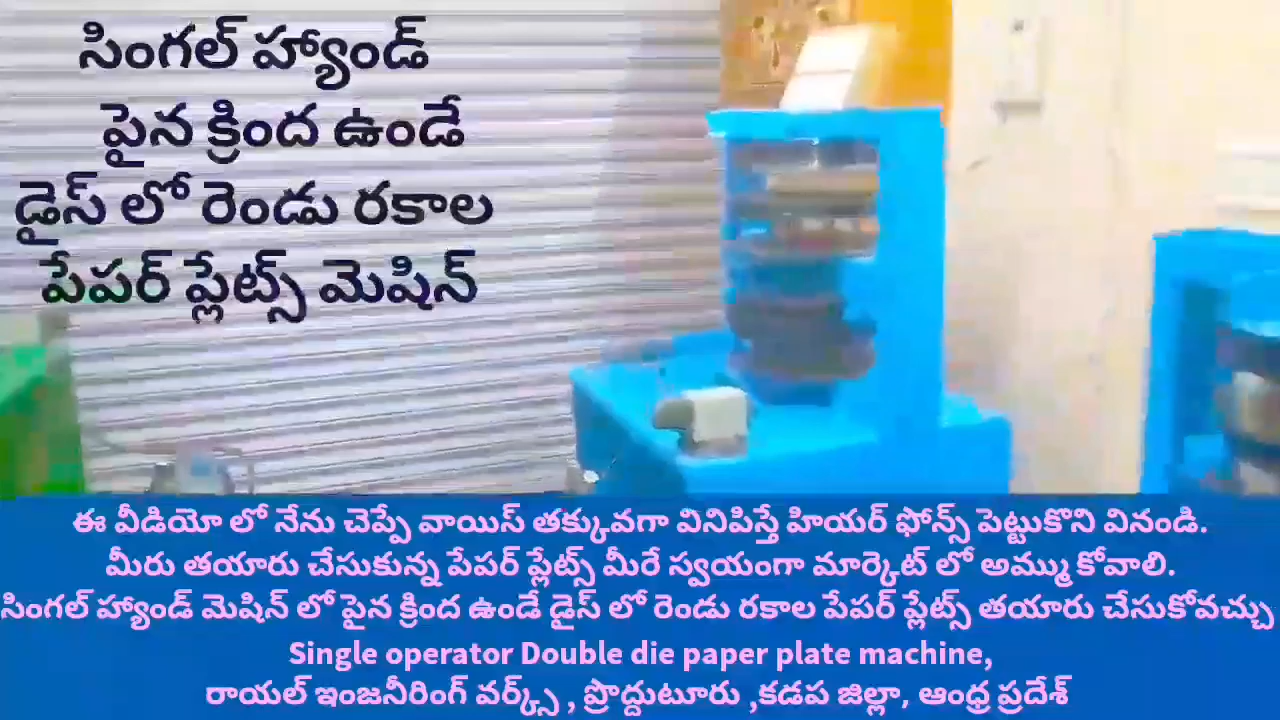 సింగల్ హ్యాండ్
పైన క్రింద ఉండే
డైస్ లో రెండు రకాల
పేపర్ ప్లేట్స్ మెషిన్
ఈ వీడియో లో నేను చెప్పే వాయిస్ తక్కువగా వినిపిస్తే హియర్ ఫోన్స్ పెట్టుకొని వినండి.
మీరు తయారు చేసుకున్న పేపర్ ప్లేట్స్ మీరే స్వయంగా మార్కెట్ లో అమ్ము కోవాలి.
సింగల్ హ్యాండ్ మెషిన్ లో పైన క్రింద ఉండే డైస్ లో రెండు రకాల పేపర్ ప్లేట్స్ తయారు చేసుకోవచ్చు
Single operator Double die paper plate machine,
రాయల్ ఇంజనీరింగ్ వర్క్స్ , ప్రొద్దుటూరు ,కడప జిల్లా, ఆంధ్ర ప్రదేశ్